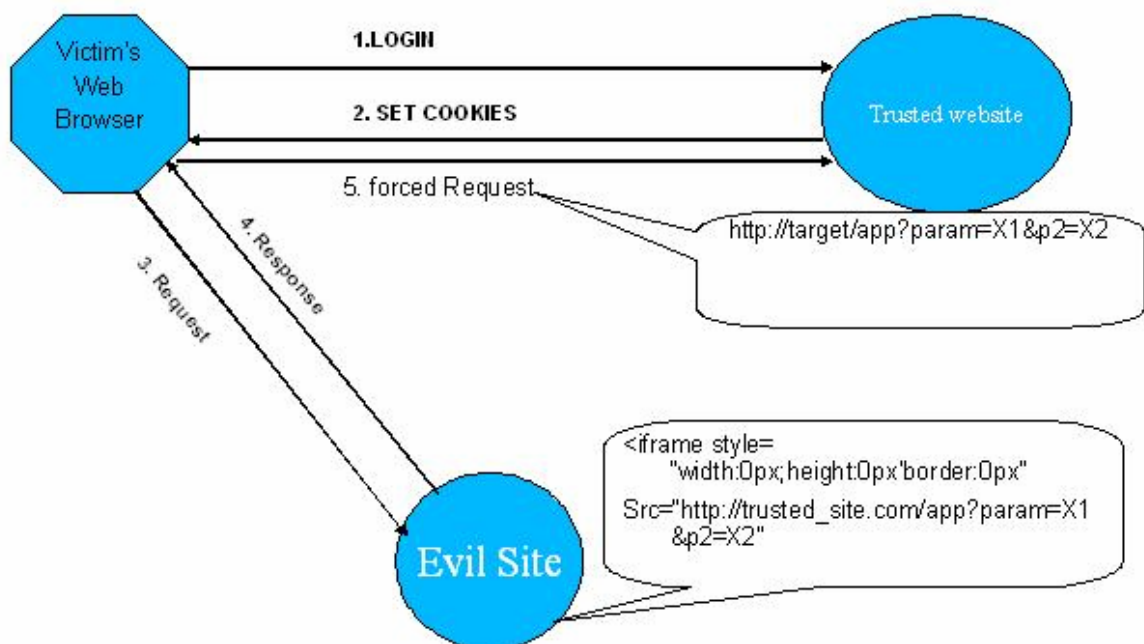 Victim's
Web
Browser
1.LOGIN
2. SET COOKIES
Trusted website
5. forced Request
http://target/app?param=X1&p2=X2
3. Request
4. Response
Evil Site
<iframe style=
"width:0px;height:0px'border:0px"
Src="http://trusted_site.com/app?param=X1
&p2=X2"